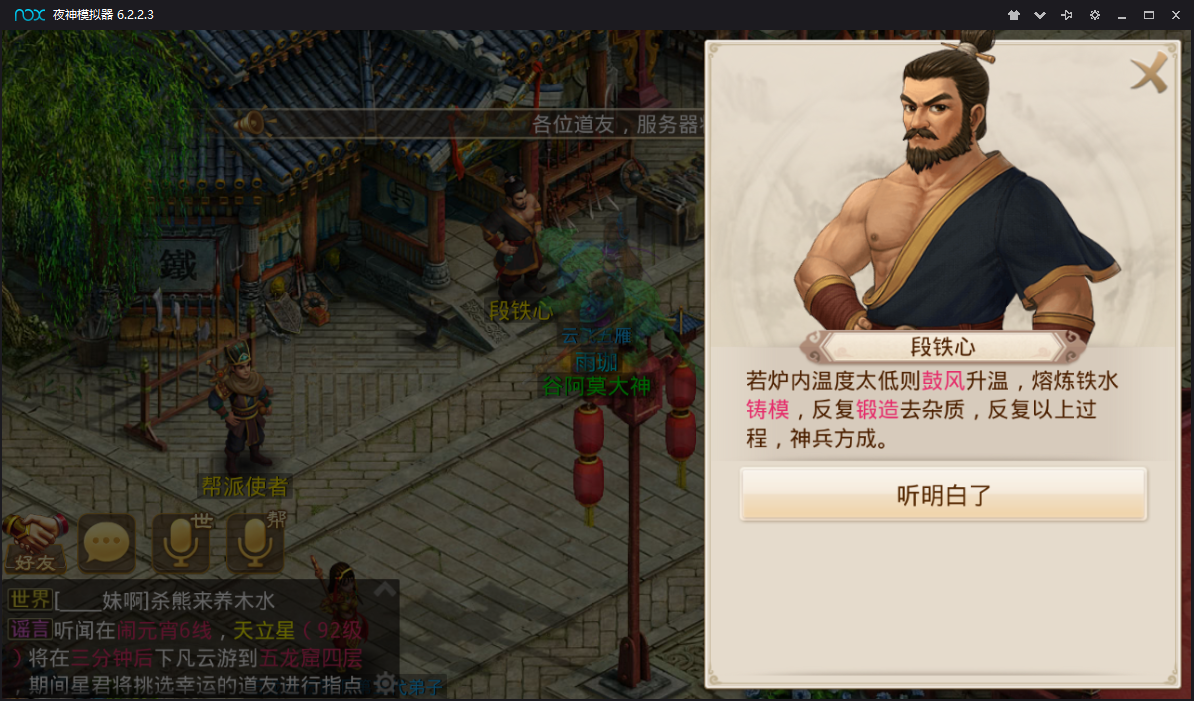 nox 夜神模拟器 6.2.2.3
各位道友，服务器
鐵
段铁心
雨珈
谷阿莫大神
帮派使者
段铁心
若炉内温度太低则鼓风升温，熔炼铁水
铸模，反复锻造去杂质，反复以上过
程，神兵方成。
听明白了
世
帮
好友
世界[____妹啊]杀熊来养木水
谣言听闻在闹元宵6线，天立星（92级
）将在三分钟后下凡云游到五龙窟四层
，期间星君将挑选幸运的道友进行指点
弟子